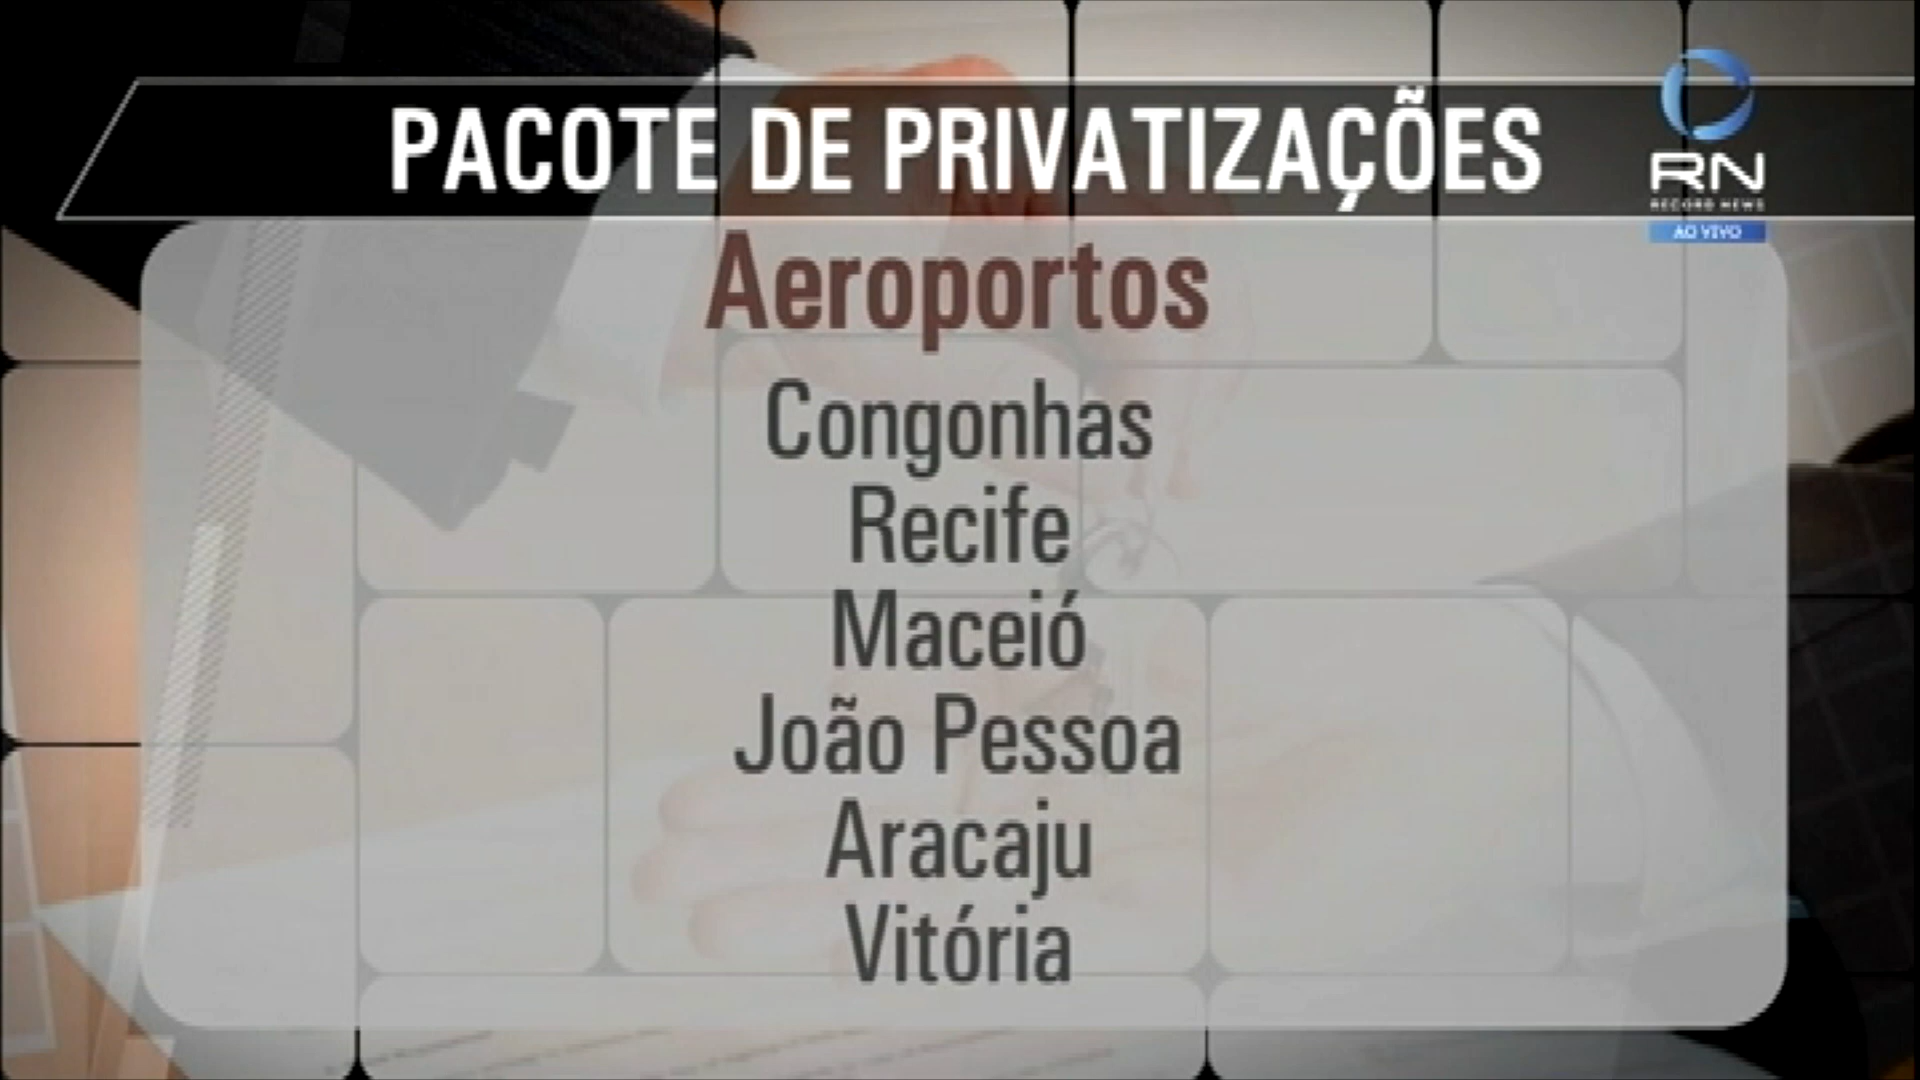 PACOTE DE PRIVATIZAÇÕES
RN
RECORD NEWS
AO VIVO
Aeroportos
Congonhas
Recife
Maceió
João Pessoa
Aracaju
Vitória